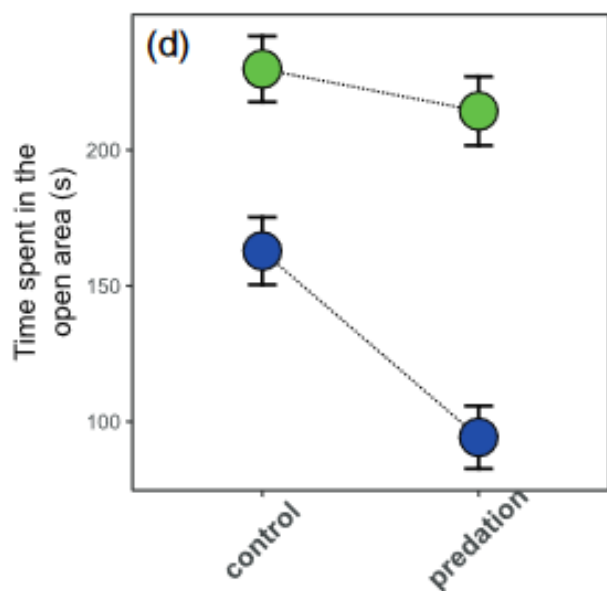 (d)
Time spent in the
open area (s)
200
150
100
control
predation